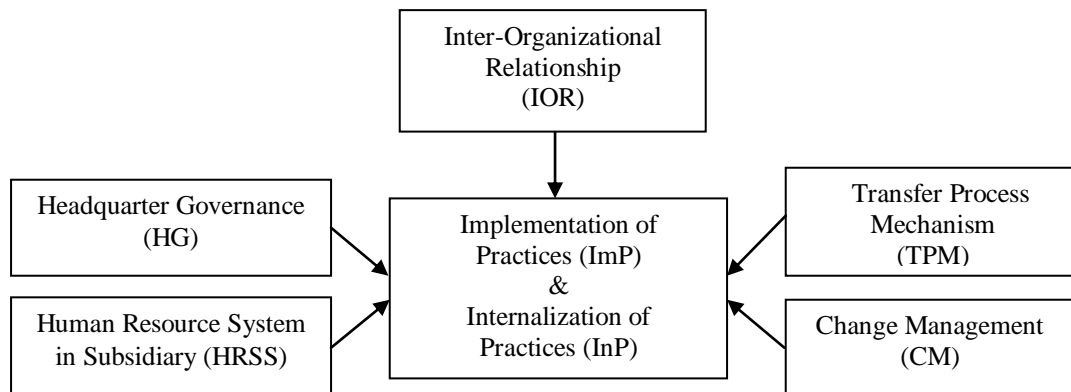 Inter-Organizational
Relationship
(IOR)
Headquarter Governance
(HG)
Human Resource System
in Subsidiary (HRSS)
Implementation of
Practices (ImP)
&
Internalization of
Practices (InP)
Transfer Process
Mechanism
(TPM)
Change Management
(CM)